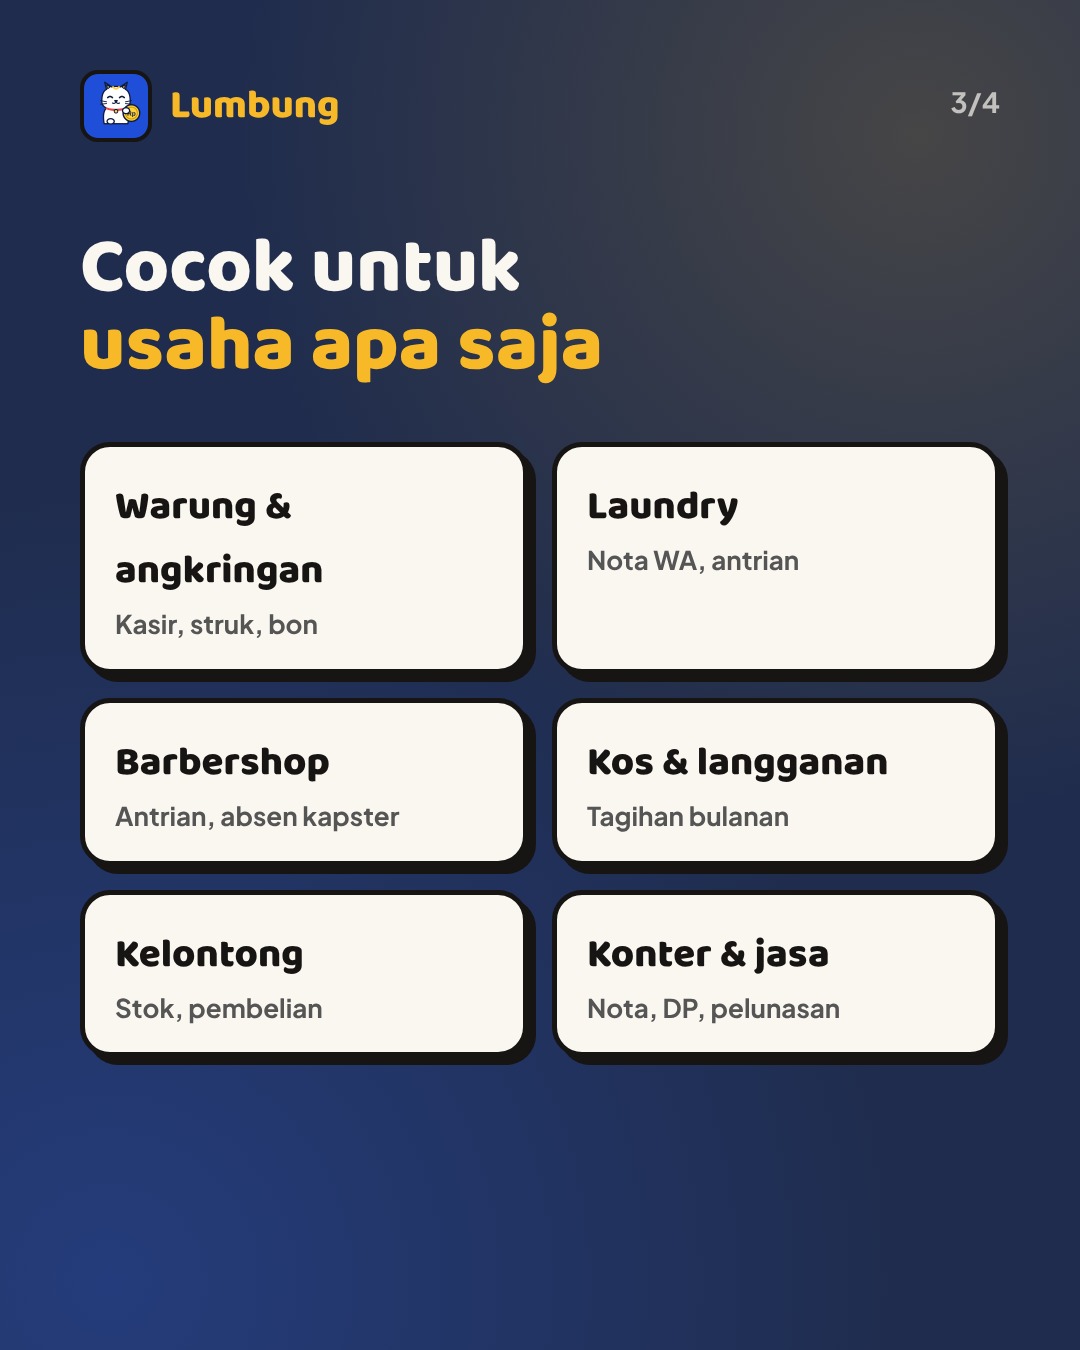 Lumbung
3/4
Cocok untuk
usaha apa saja
Warung &
angkringan
Kasir, struk, bon
Laundry
Nota WA, antrian
Barbershop
Antrian, absen kapster
Kos & langganan
Tagihan bulanan
Kelontong
Stok, pembelian
Konter & jasa
Nota, DP, pelunasan